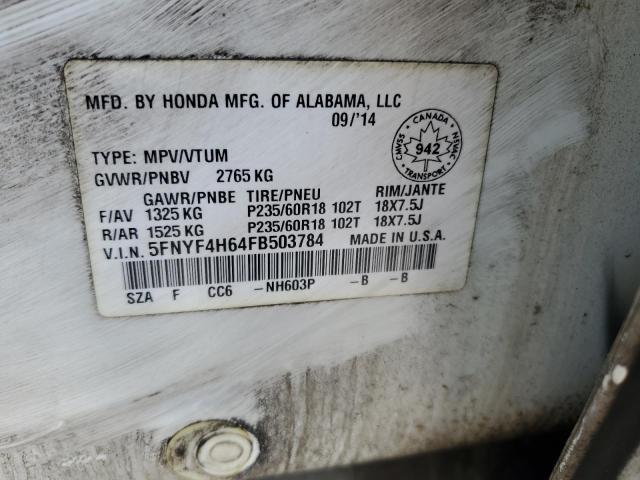 MFD. BY HONDA MFG. OF ALABAMA, LLC
09/'14
TYPE: MPV/VTUM
GVWR/PNBV 2765 KG
GAWR/PNBE TIRE/PNEU RIM/JANTE
F/AV 1325 KG P235/60R18 102T 18X7.5J
R/AR 1525 KG P235/60R18 102T 18X7.5J
V.I.N. 5FNYF4H64FB503784 MADE IN U.S.A.
SZA F CC6 -NH603P -B -B
CANADA
CMVSS 942 NSVAC
TRANSPORT